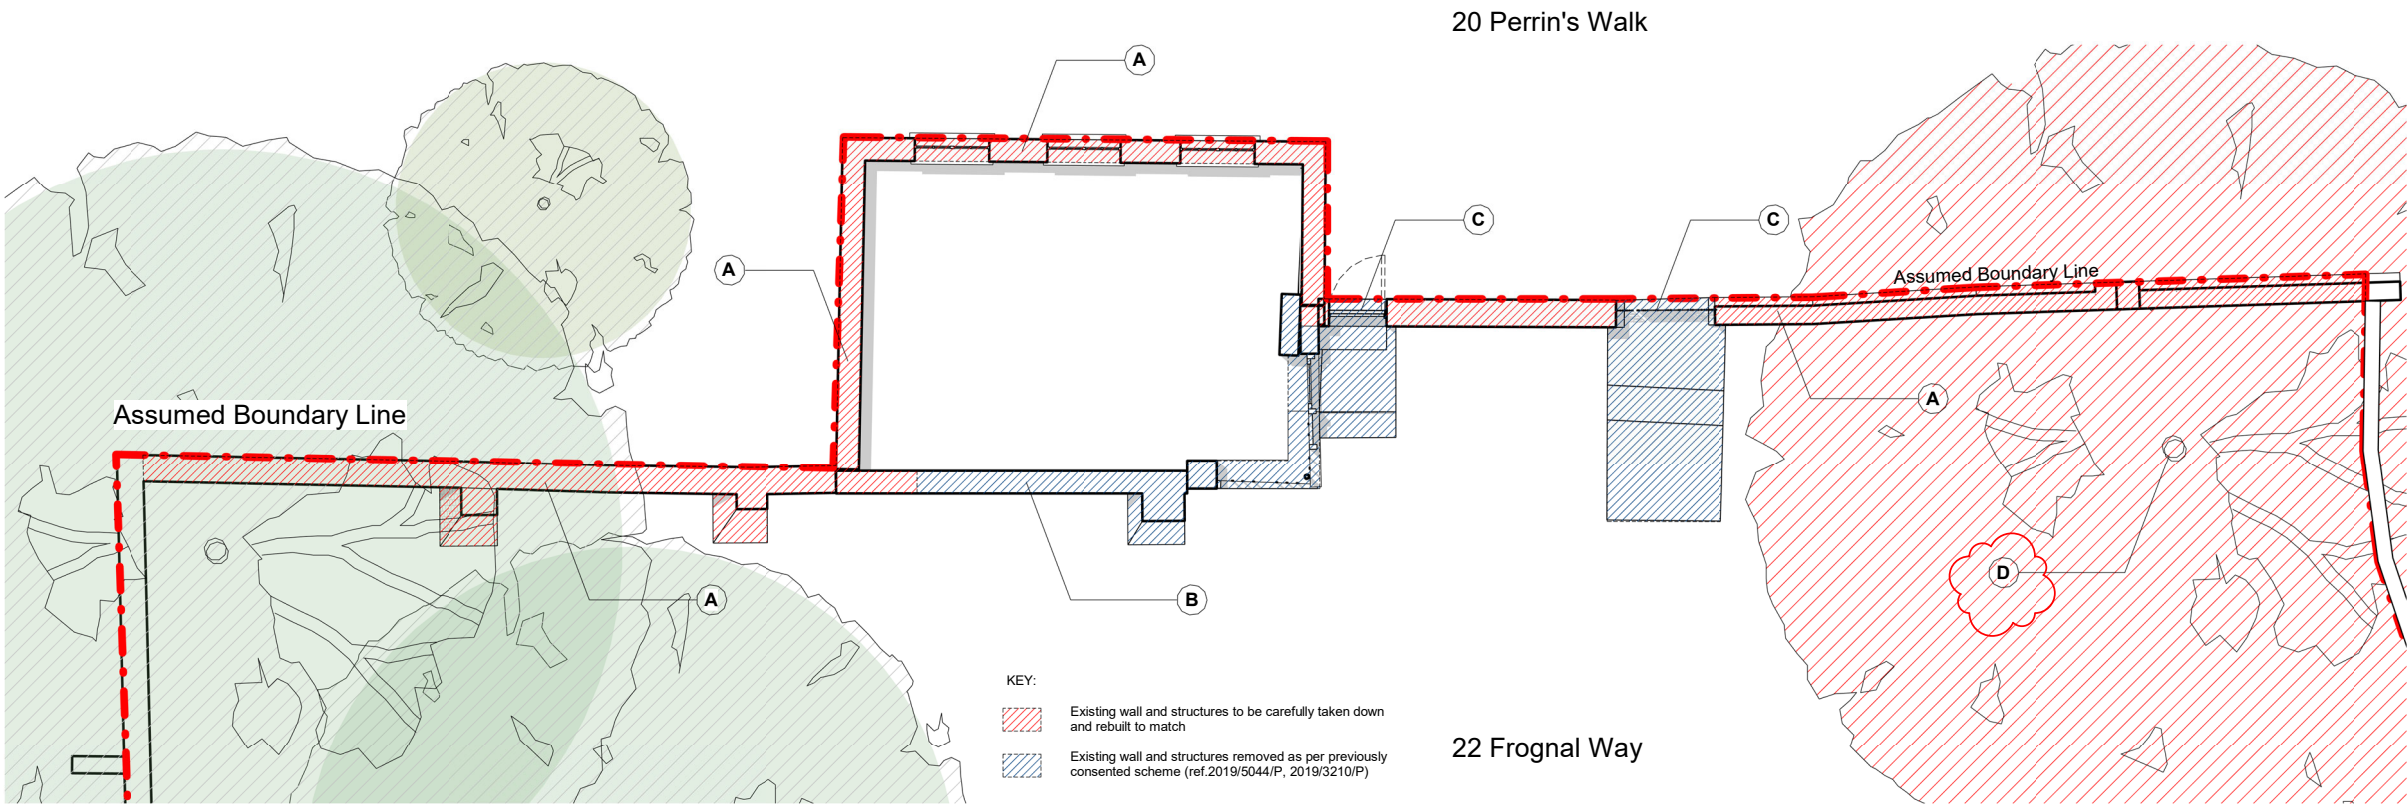 20 Perrin's Walk
A
C
C
A
Assumed Boundary Line
A
Assumed Boundary Line
D
A
B
KEY:
Existing wall and structures to be carefully taken down
and rebuilt to match
22 Frognal Way
Existing wall and structures removed as per previously
consented scheme (ref.2019/5044/P, 2019/3210/P)